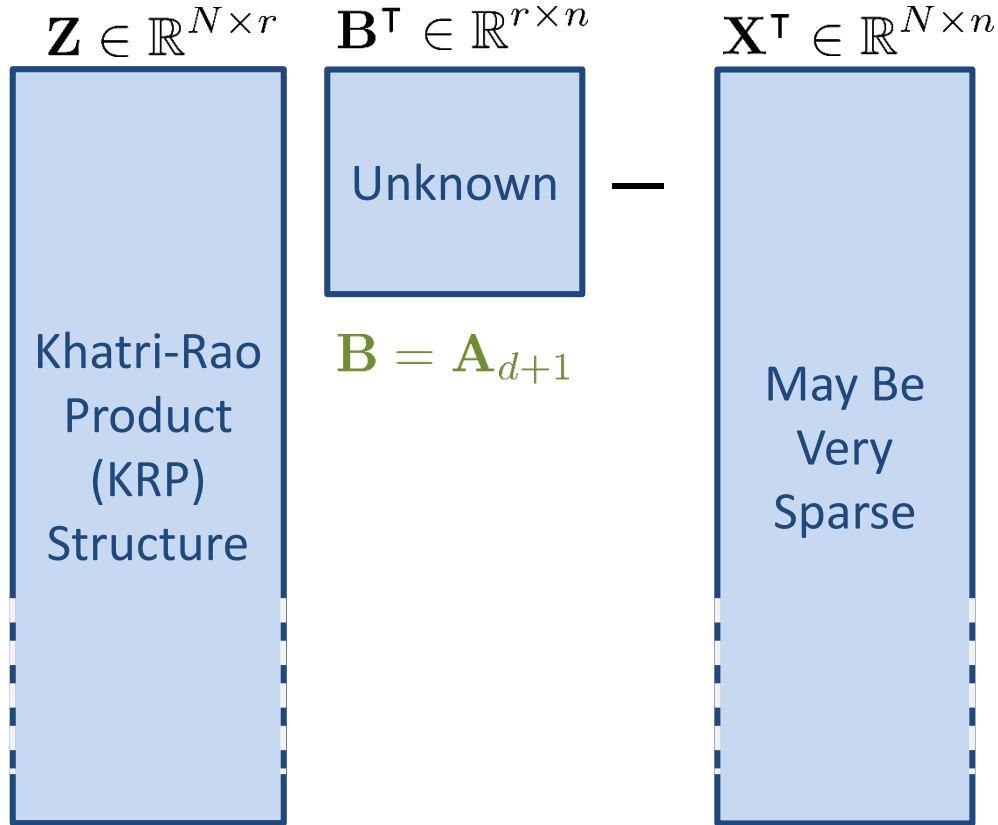 Z ∈ ℝ^{N×r}
B^⊤ ∈ ℝ^{r×n}
X^⊤ ∈ ℝ^{N×n}
Unknown
—
B = A_{d+1}
Khatri-Rao
Product
(KRP)
Structure
May Be
Very
Sparse